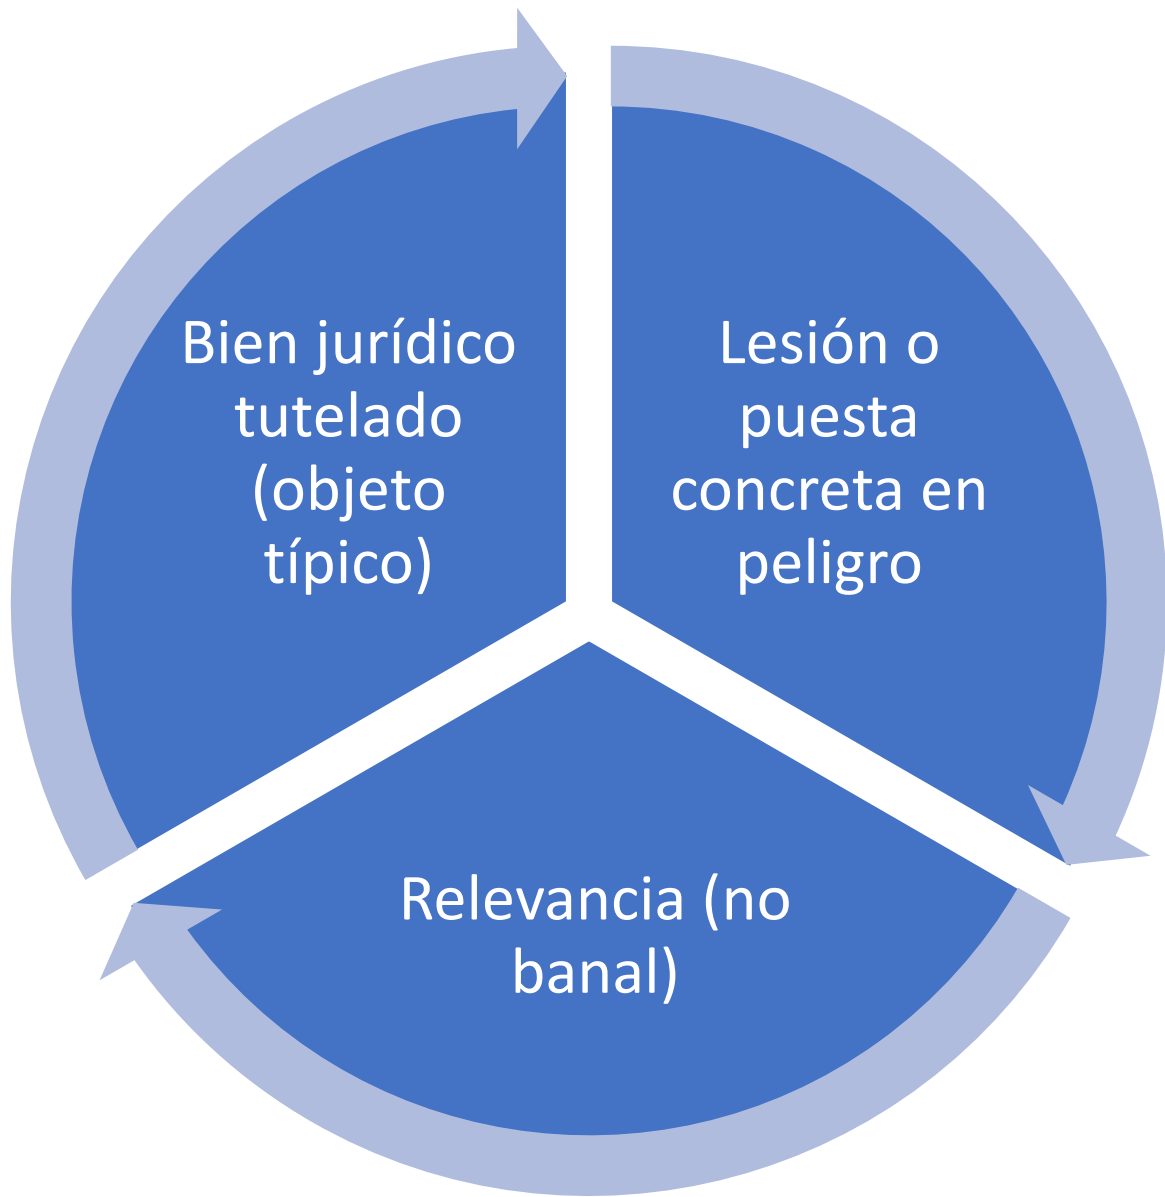 Bien jurídico
tutelado
(objeto
típico)
Lesión o
puesta
concreta en
peligro
Relevancia (no
banal)